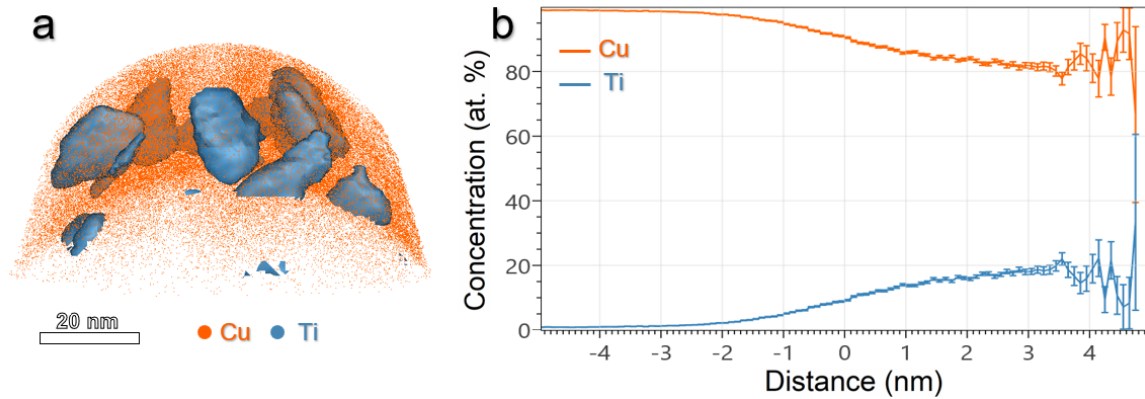 a
20 nm
Cu
Ti
b
Concentration (at. %)
80
60
40
20
0
Cu
Ti
-4
-3
-2
-1
0
1
2
3
4
Distance (nm)